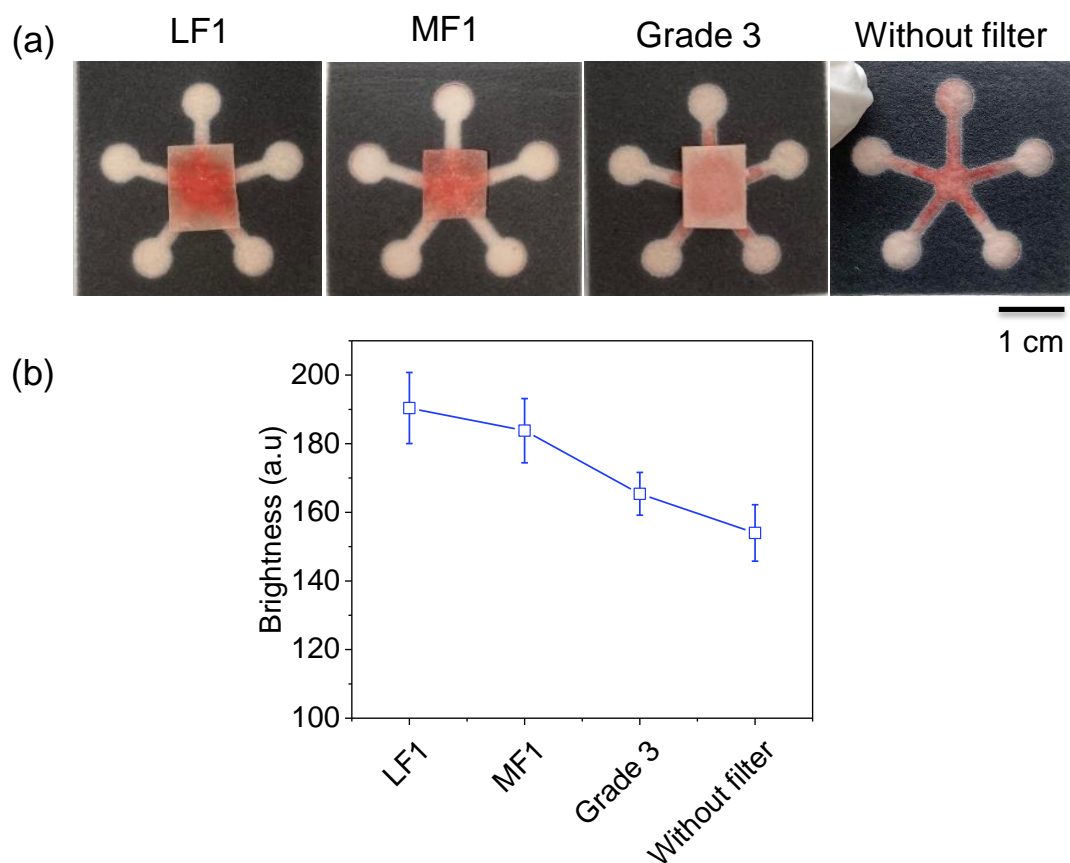 (a)
LF1
MF1
Grade 3
Without filter
1 cm
(b)
Brightness (a.u)
200
180
160
140
120
100
LF1
MF1
Grade 3
Without filter